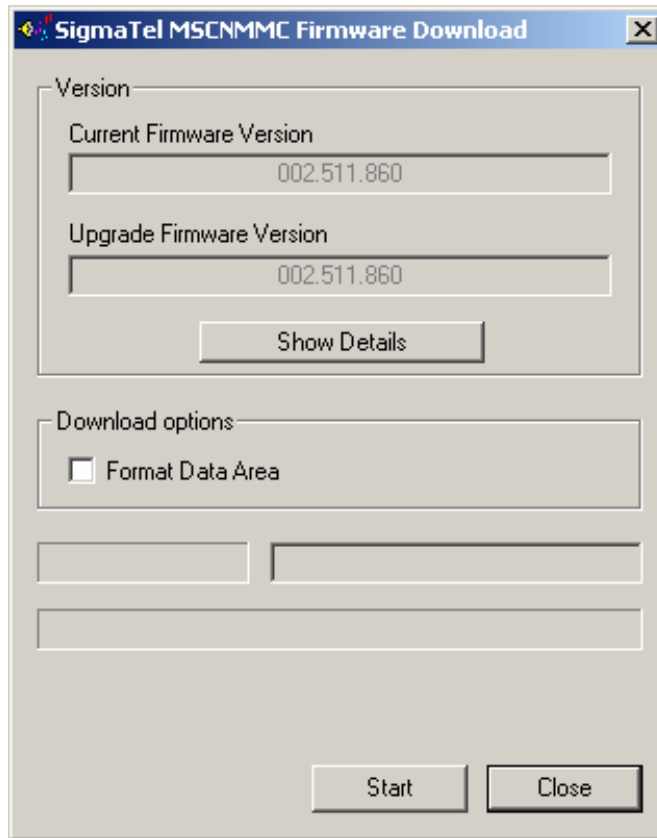 SigmaTel MSCNMMC Firmware Download
Version
Current Firmware Version
002.511.860
Upgrade Firmware Version
002.511.860
Show Details
Download options
Format Data Area
Start
Close